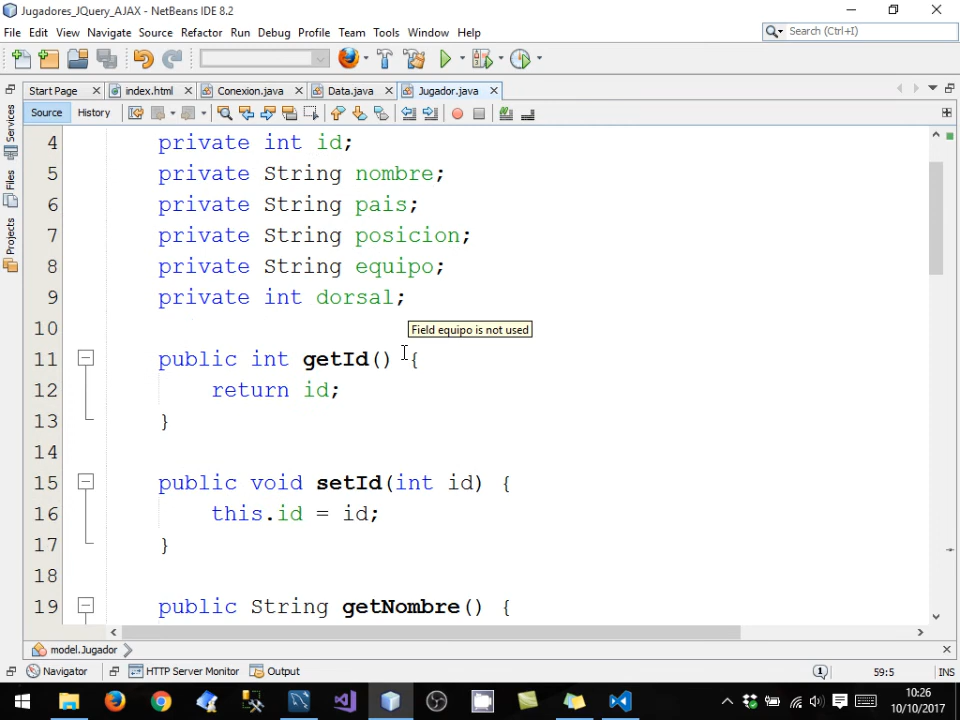 Jugadores_JQuery_AJAX - NetBeans IDE 8.2
File Edit View Navigate Source Refactor Run Debug Profile Team Tools Window Help
Search (Ctrl+I)
Start Page index.html Conexion.java Data.java Jugador.java
Source History
Services
Files
Projects
4 private int id;
5 private String nombre;
6 private String pais;
7 private String posicion;
8 private String equipo;
9 private int dorsal;
10
Field equipo is not used
11 public int getId() {
12 return id;
13 }
14
15 public void setId(int id) {
16 this.id = id;
17 }
18
19 public String getNombre() {
model.Jugador
Navigator HTTP Server Monitor Output 1 59:5 INS
10:26
10/10/2017